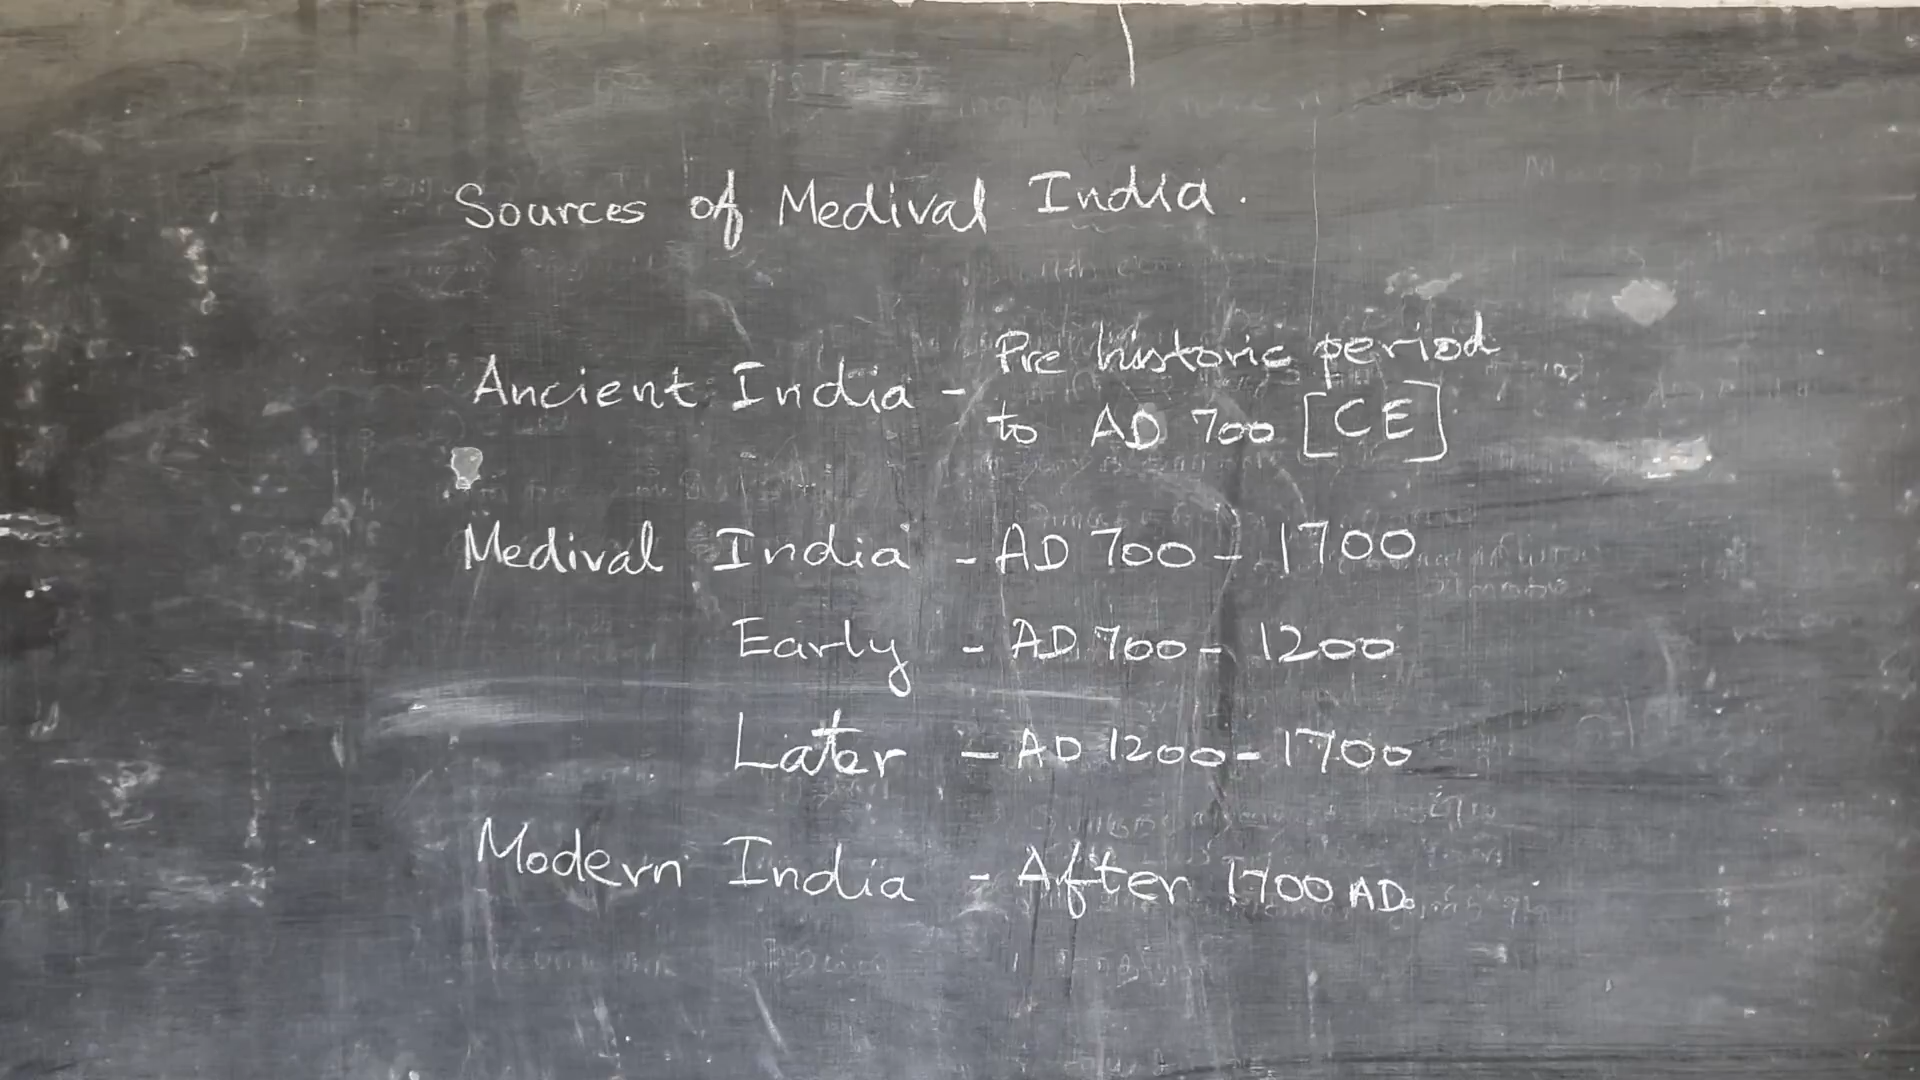 Sources of Medival India.
Ancient India - Pre historic period
to AD 700 [CE]
Medival India - AD 700 - 1700
Early - AD 700 - 1200
Later - AD 1200 - 1700
Modern India - After 1700 AD.